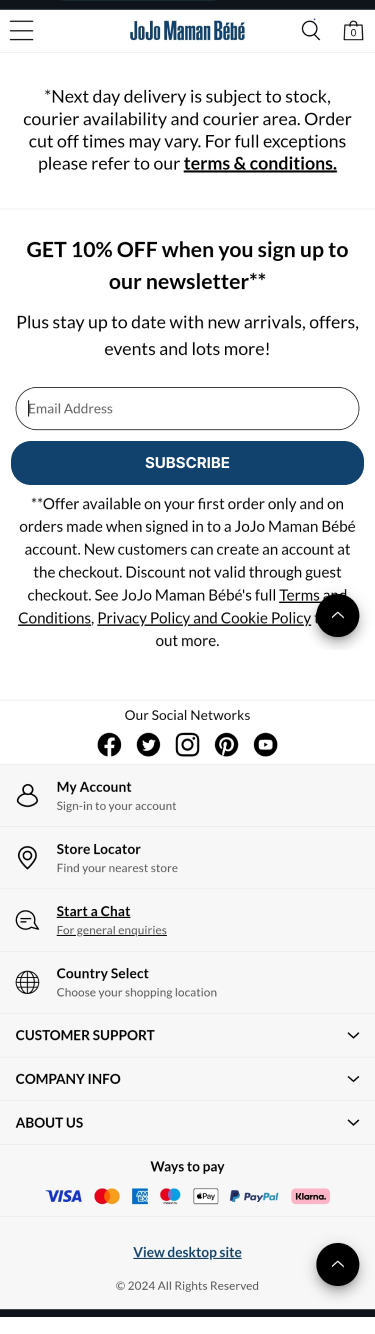 JoJo Maman Bébé
0
*Next day delivery is subject to stock,
courier availability and courier area. Order
cut off times may vary. For full exceptions
please refer to our terms & conditions.
GET 10% OFF when you sign up to
our newsletter**
Plus stay up to date with new arrivals, offers,
events and lots more!
Email Address
SUBSCRIBE
**Offer available on your first order only and on
orders made when signed in to a JoJo Maman Bébé
account. New customers can create an account at
the checkout. Discount not valid through guest
checkout. See JoJo Maman Bébé's full Terms and
Conditions, Privacy Policy and Cookie Policy
out more.
Our Social Networks
My Account
Sign-in to your account
Store Locator
Find your nearest store
Start a Chat
For general enquiries
Country Select
Choose your shopping location
CUSTOMER SUPPORT
COMPANY INFO
ABOUT US
Ways to pay
VISA AMEX Pay PayPal Klarna.
View desktop site
© 2024 All Rights Reserved